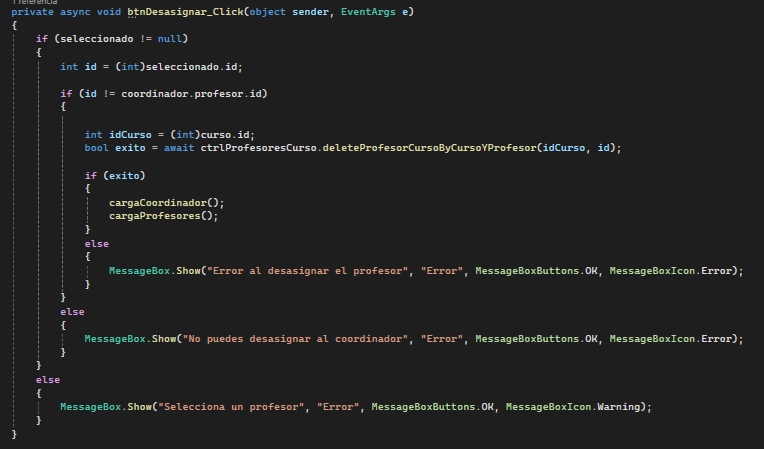 1 referencia
private async void btnDesasignar_Click(object sender, EventArgs e)
{
    if (seleccionado != null)
    {
        int id = (int)seleccionado.id;

        if (id != coordinador.profesor.id)
        {

            int idCurso = (int)curso.id;
            bool exito = await ctrlProfesoresCurso.deleteProfesorCursoByCursoYProfesor(idCurso, id);

            if (exito)
            {
                cargaCoordinador();
                cargaProfesores();
            }
            else
            {
                MessageBox.Show("Error al desasignar el profesor", "Error", MessageBoxButtons.OK, MessageBoxIcon.Error);
            }
        }
        else
        {
            MessageBox.Show("No puedes desasignar al coordinador", "Error", MessageBoxButtons.OK, MessageBoxIcon.Error);
        }
    }
    else
    {
        MessageBox.Show("Selecciona un profesor", "Error", MessageBoxButtons.OK, MessageBoxIcon.Warning);
    }
}